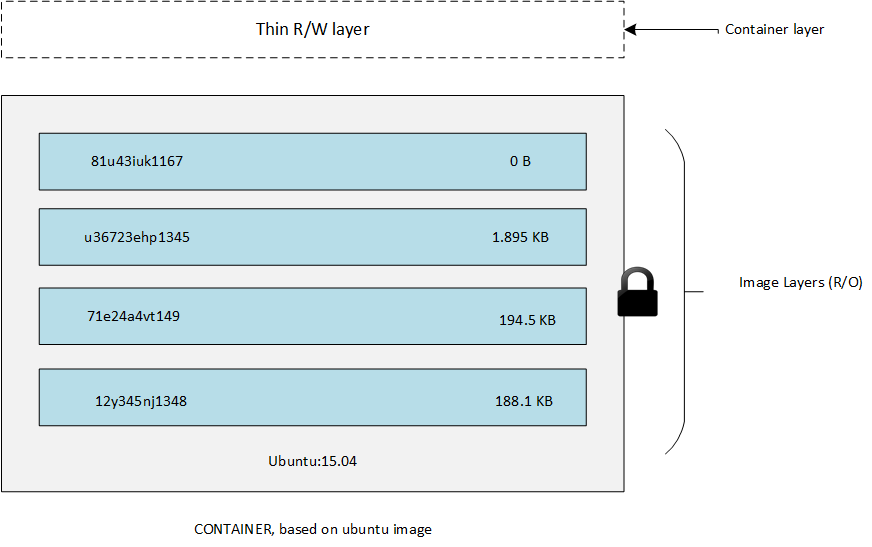 Thin R/W layer
Container layer
81u43iuk1167 0 B
u36723ehp1345 1.895 KB
71e24a4vt149 194.5 KB
Image Layers (R/O)
12y345nj1348 188.1 KB
Ubuntu:15.04
CONTAINER, based on ubuntu image